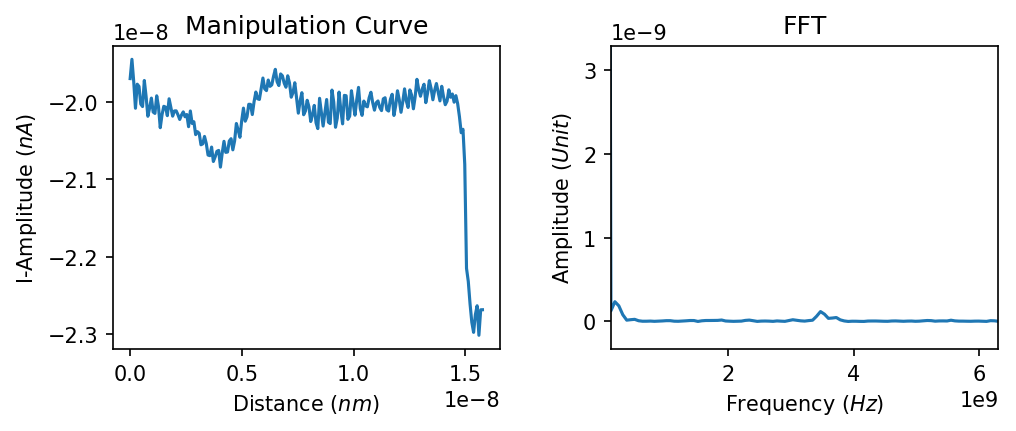 Manipulation Curve
1e−8
I-Amplitude (nA)
−2.0
−2.1
−2.2
−2.3
0.0 0.5 1.0 1.5
1e−8
Distance (nm)
FFT
1e−9
Amplitude (Unit)
3
2
1
0
2 4 6
1e9
Frequency (Hz)